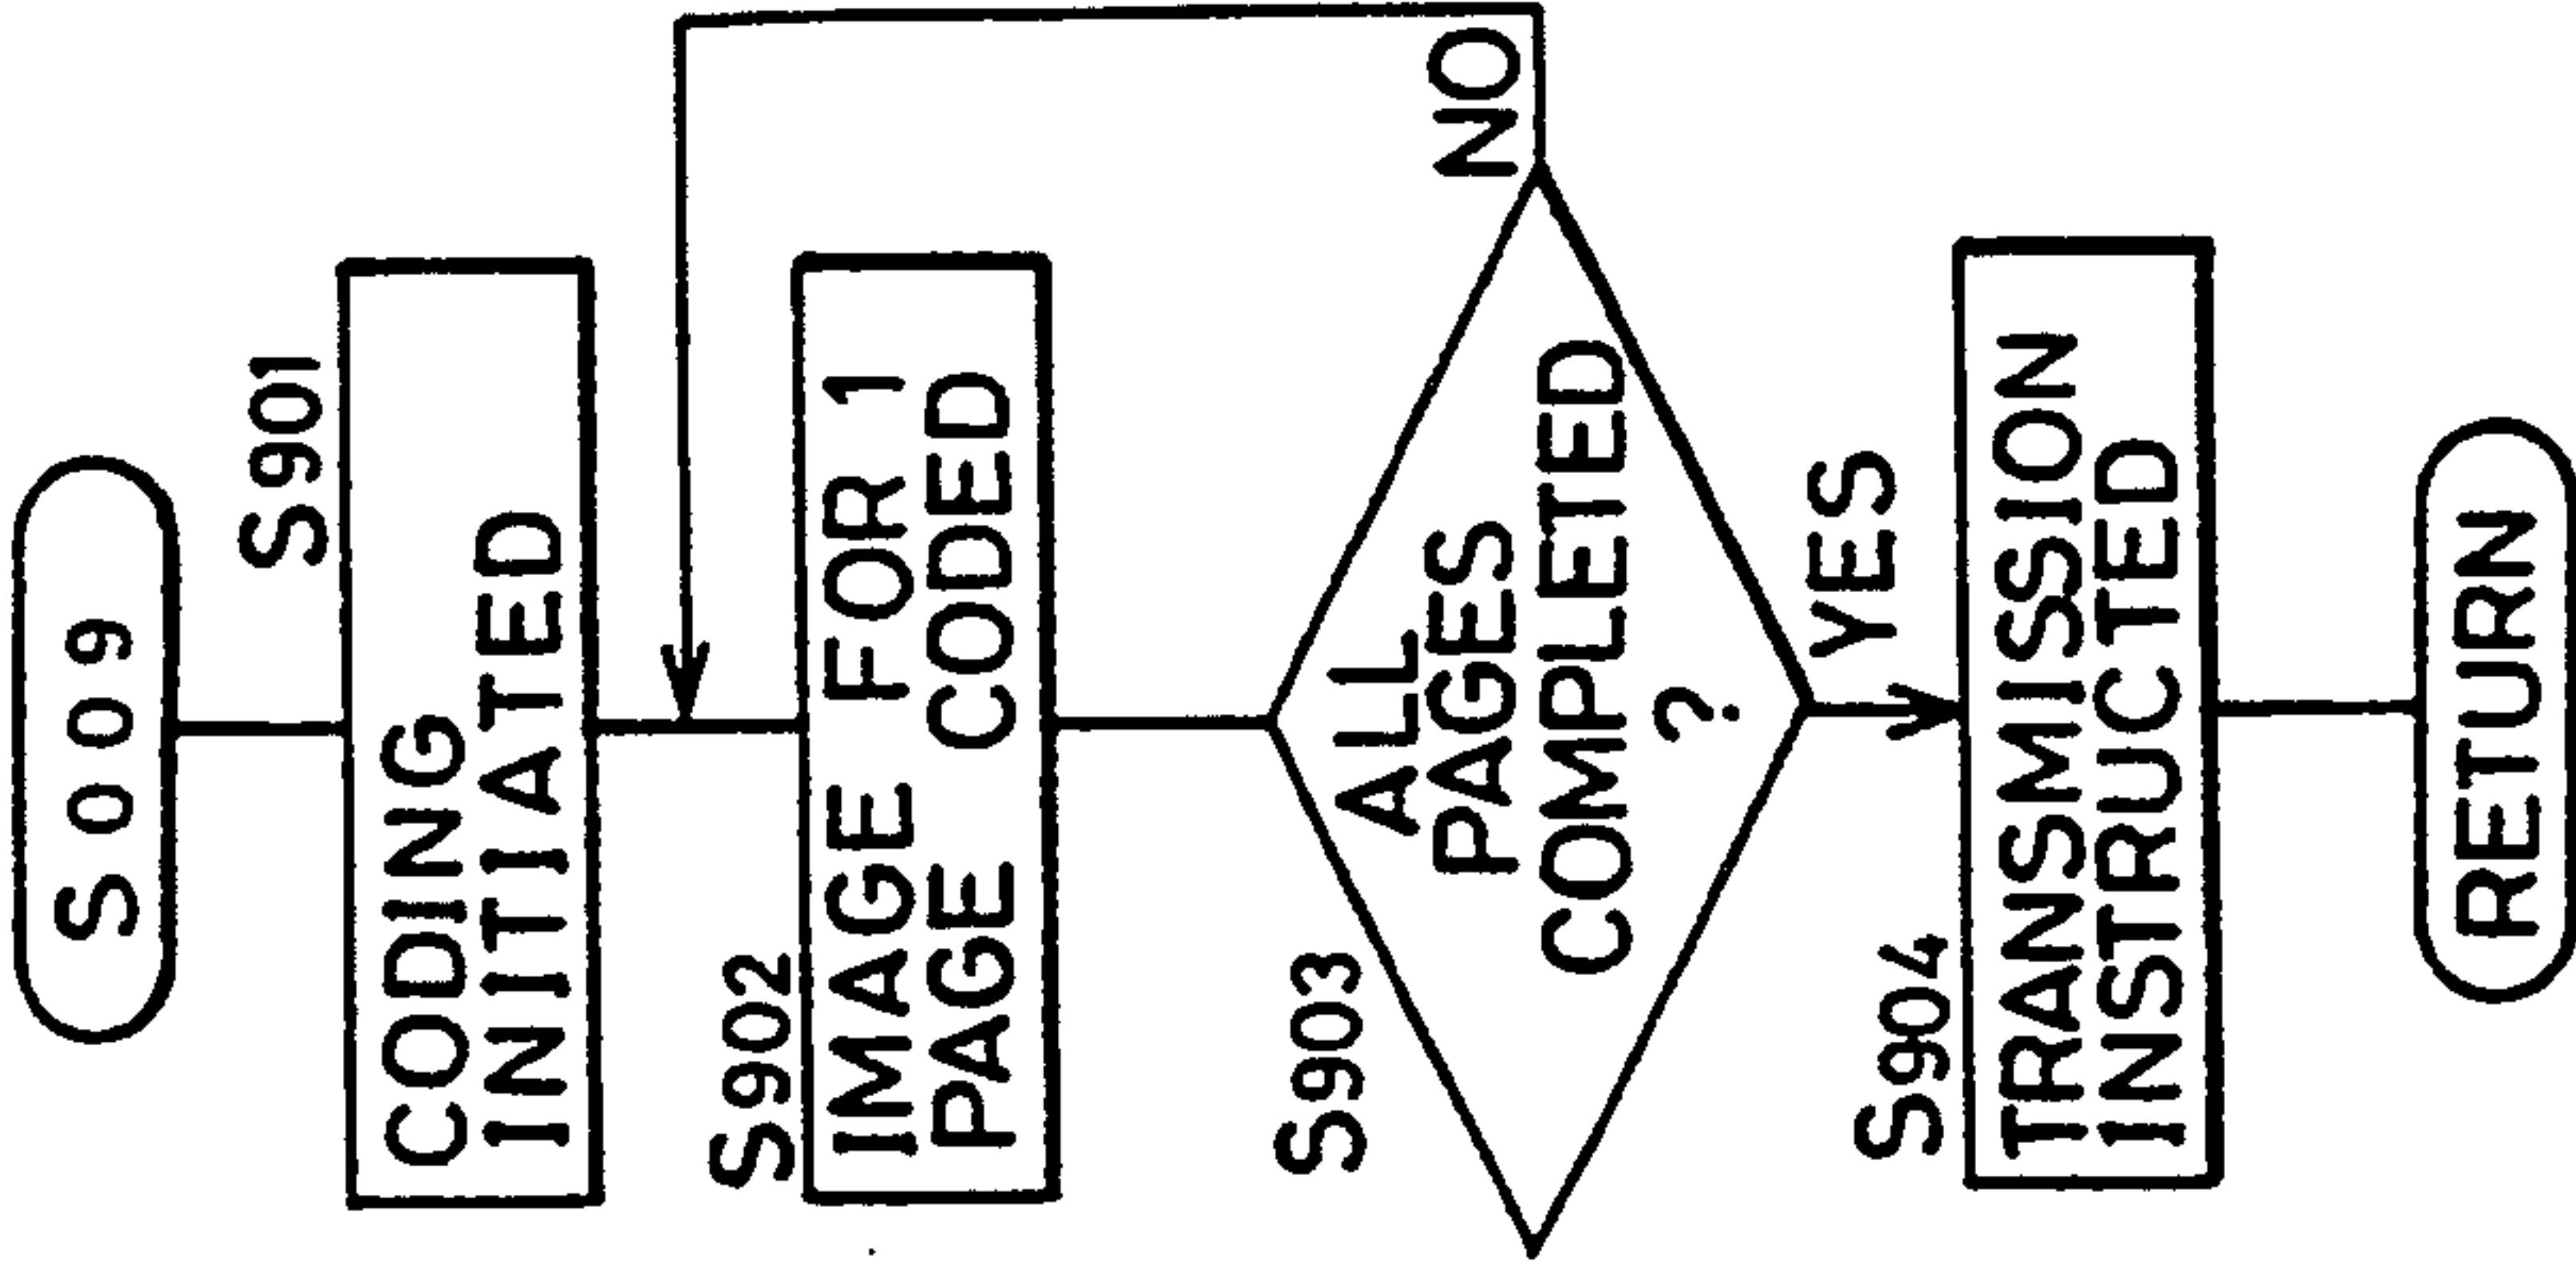 S009
S901
CODING
INITIATED
S902
IMAGE FOR 1
PAGE CODED
S903
ALL
PAGES
COMPLETED
?
NO
YES
S904
TRANSMISSION
INSTRUCTED
RETURN